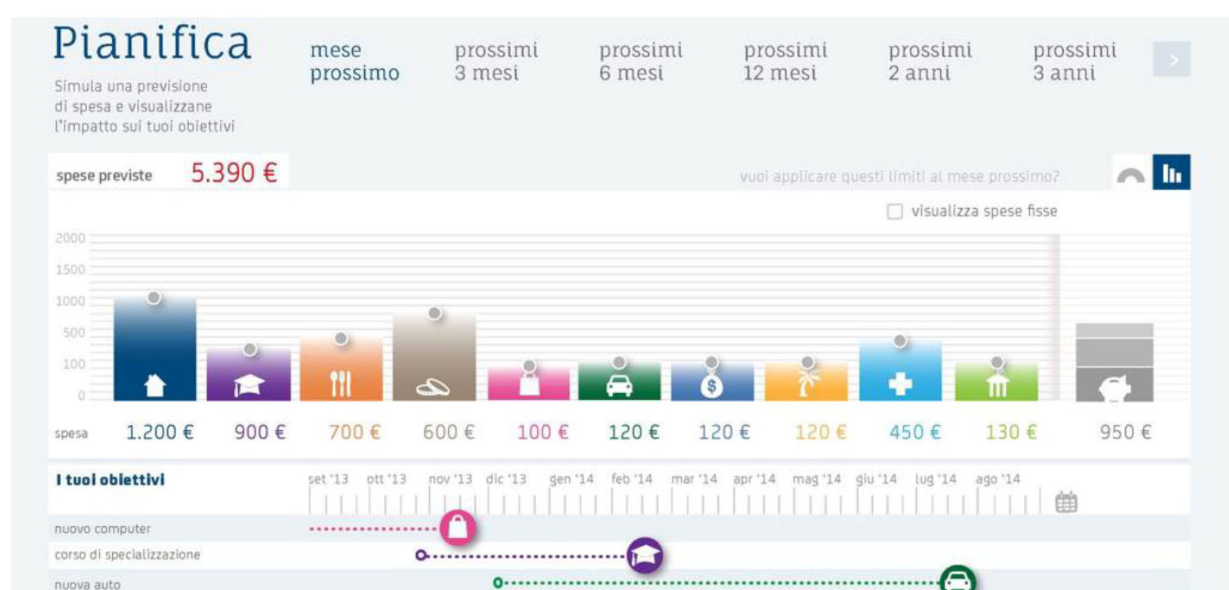 Pianifica
Simula una previsione
di spesa e visualizzane
l'impatto sui tuoi obiettivi
mese
prossimo
prossimi
3 mesi
prossimi
6 mesi
prossimi
12 mesi
prossimi
2 anni
prossimi
3 anni
>
spese previste 5.390 €
vuoi applicare questi limiti al mese prossimo?
visualizza spese fisse
2000
1500
1000
500
100
0
$
spesa 1.200 € 900 € 700 € 600 € 100 € 120 € 120 € 120 € 450 € 130 € 950 €
I tuoi obiettivi set '13 ott '13 nov '13 dic '13 gen '14 feb '14 mar '14 apr '14 mag '14 giu '14 lug '14 ago '14
nuovo computer
corso di specializzazione
nuova auto